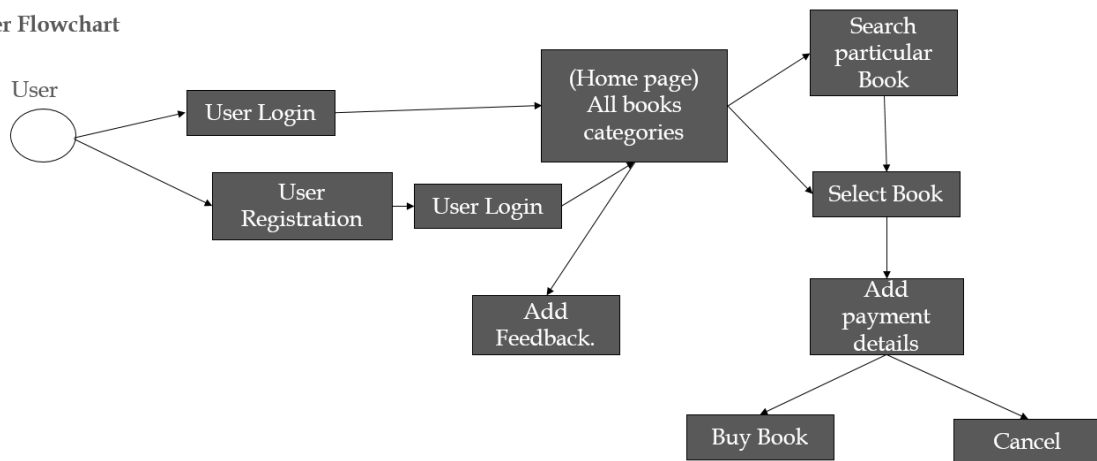 er Flowchart
User
User Login
User
Registration
User Login
(Home page)
All books
categories
Add
Feedback.
Search
particular
Book
Select Book
Add
payment
details
Buy Book
Cancel